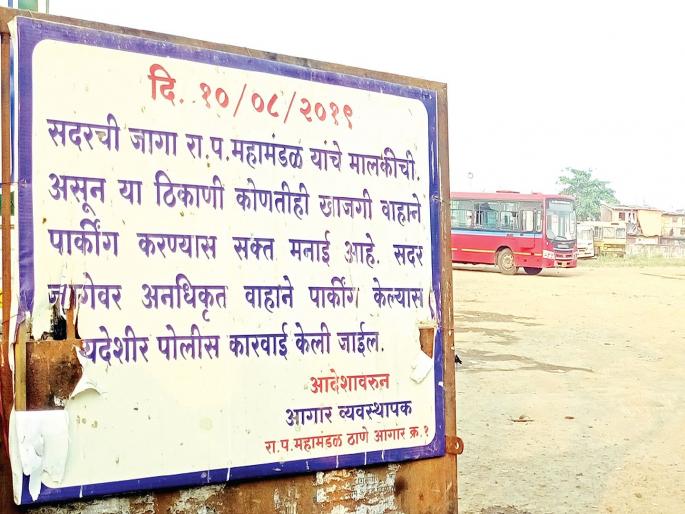 दि. १०/०८/२०१९
सदरची जागा रा.प.महामंडळ यांचे मालकीची.
असून या ठिकाणी कोणतीही खाजगी वाहाने
पार्कींग करण्यास सक्त मनाई आहे. सदर
जागेवर अनधिकृत वाहाने पार्कींग केल्यास
यदेशीर पोलीस कारवाई केली जाईल.
आदेशावरुन
आगार व्यवस्थापक
रा.प.महामंडळ ठाणे आगार क्र.१